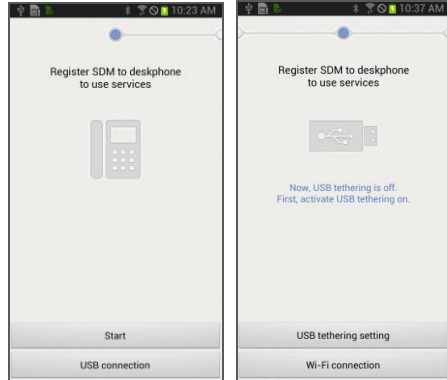 10:23 AM
Register SDM to deskphone
to use services
Start
USB connection
10:37 AM
Register SDM to deskphone
to use services
Now, USB tethering is off.
First, activate USB tethering on.
USB tethering setting
Wi-Fi connection